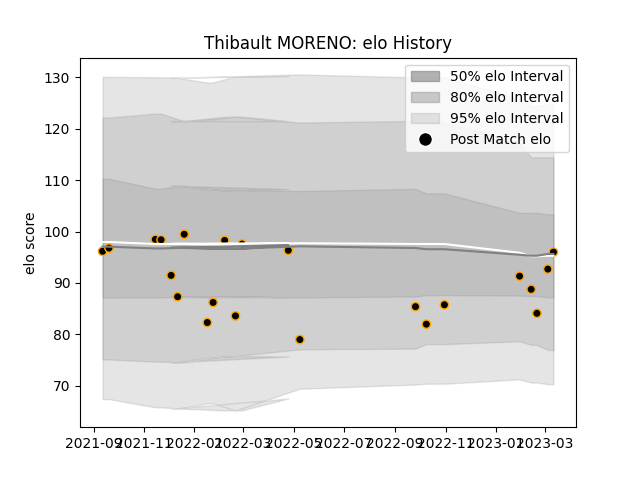 Thibault MORENO: elo History
130
120
110
100
90
80
70
elo score
50% elo Interval
80% elo Interval
95% elo Interval
Post Match elo
2021-09
2021-11
2022-01
2022-03
2022-05
2022-07
2022-09
2022-11
2023-01
2023-03